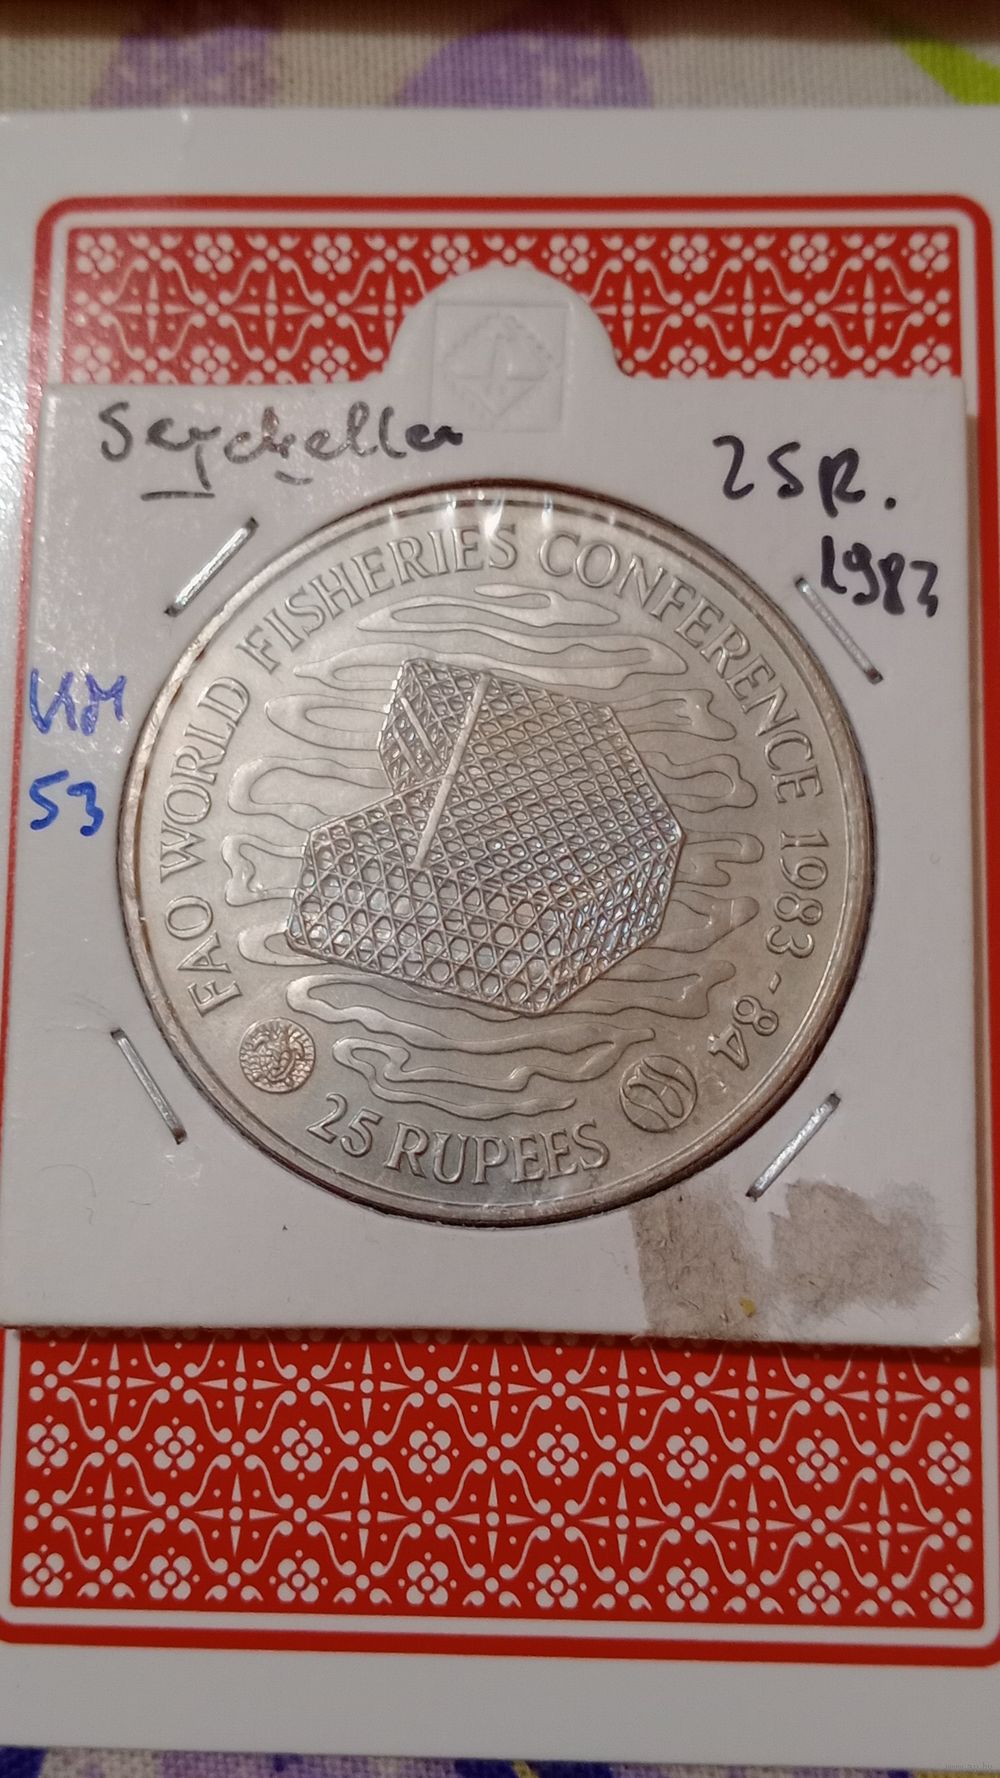 Seychellen
25R.
1983
KM
53
FAO WORLD FISHERIES CONFERENCE 1983-84
25 RUPEES